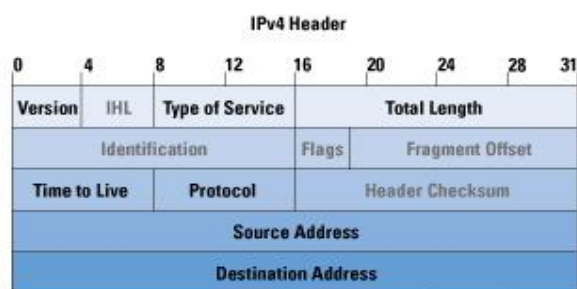 IPv4 Header
0 4 8 12 16 20 24 28 31
Version IHL Type of Service Total Length
Identification Flags Fragment Offset
Time to Live Protocol Header Checksum
Source Address
Destination Address